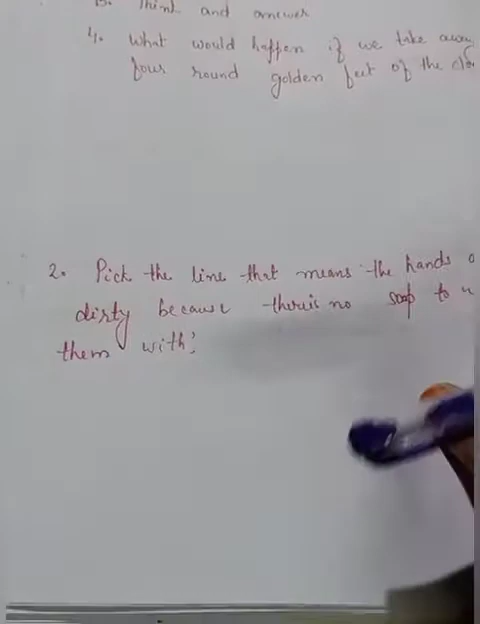 Think and answer
1. What would happen if we take away
four round golden feet of the
2. Pick the line that means the hands
dirty because there is no soap to
them with?